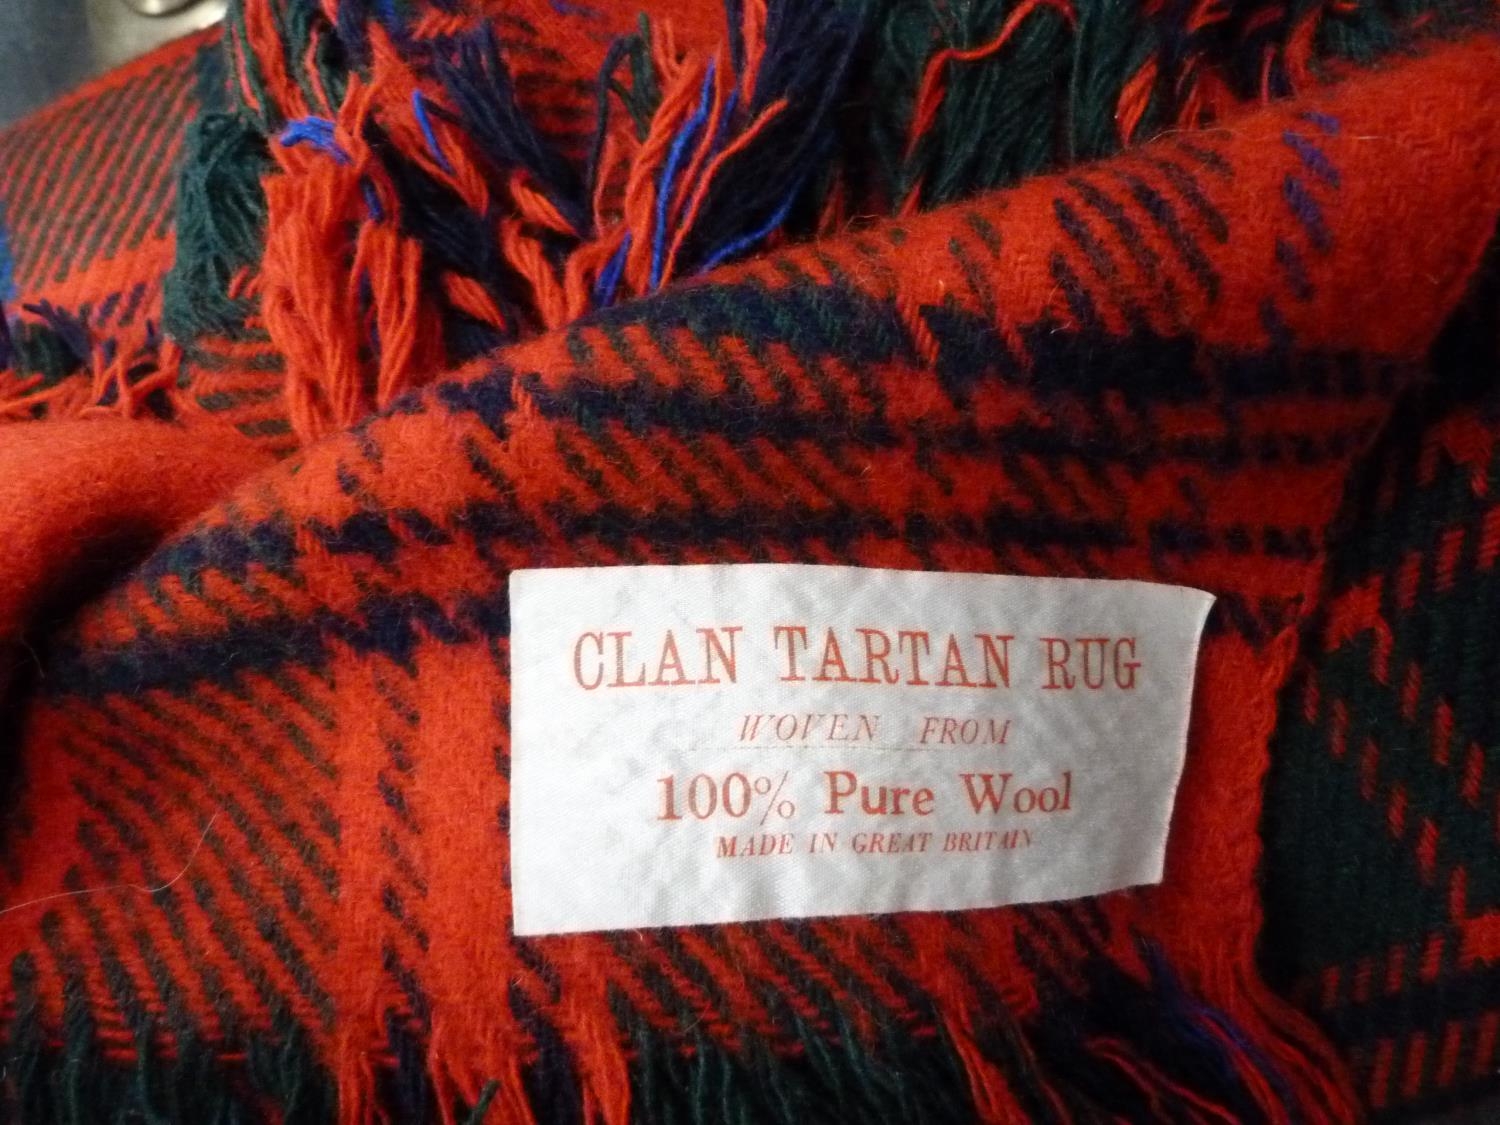 CLAN TARTAN RUG
WOVEN FROM
100% Pure Wool
MADE IN GREAT BRITAIN